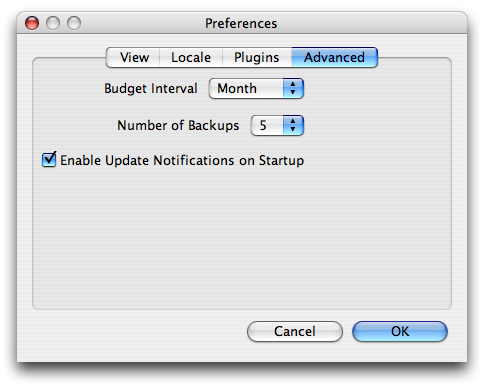 Preferences
View Locale Plugins Advanced
Budget Interval Month
Number of Backups 5
Enable Update Notifications on Startup
Cancel OK